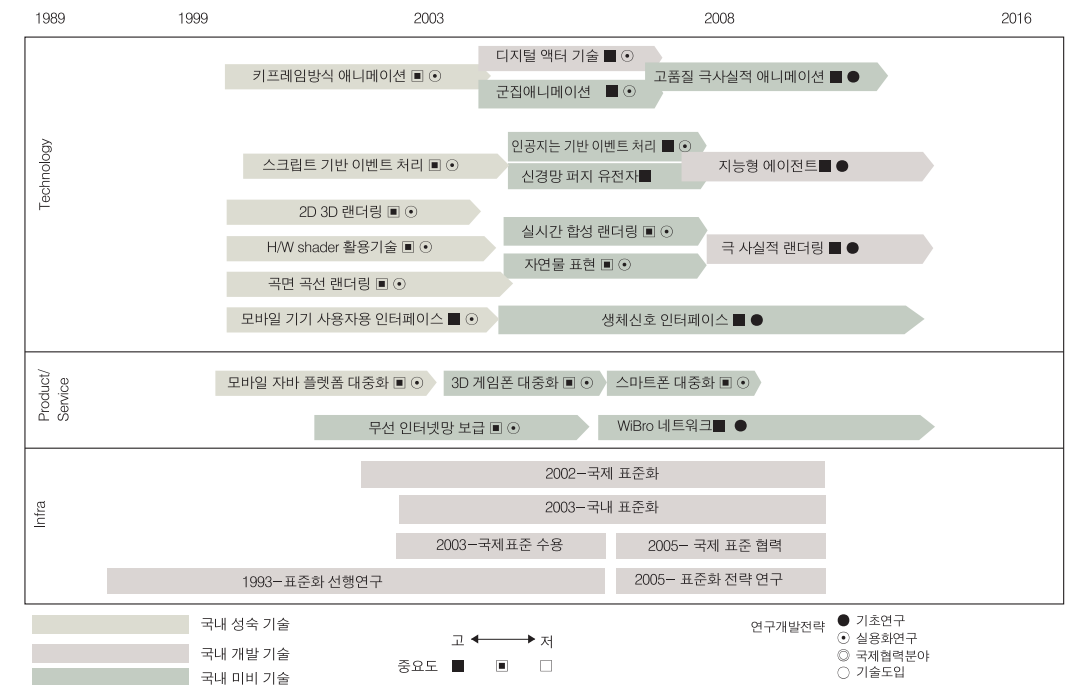 1989 1999 2003 2008 2016
Technology
디지털 액터 기술 ■ ⊙
키프레임방식 애니메이션 ▣ ⊙
고품질 극사실적 애니메이션 ■ ●
군집애니메이션 ■ ⊙
인공지는 기반 이벤트 처리 ■ ⊙
스크립트 기반 이벤트 처리 ▣ ⊙
지능형 에이전트■ ●
신경망 퍼지 유전자■
2D 3D 랜더링 ▣ ⊙
실시간 합성 랜더링 ▣ ⊙
H/W shader 활용기술 ▣ ⊙
극 사실적 랜더링 ■ ●
자연물 표현 ▣ ⊙
곡면 곡선 랜더링 ▣ ⊙
모바일 기기 사용자용 인터페이스 ■ ⊙
생체신호 인터페이스 ■ ●
Product/
Service
모바일 자바 플렛폼 대중화 ▣ ⊙
3D 게임폰 대중화 ▣ ⊙
스마트폰 대중화 ▣ ⊙
무선 인터넷망 보급 ▣ ⊙
WiBro 네트워크■ ●
Infra
2002–국제 표준화
2003–국내 표준화
2003–국제표준 수용
2005– 국제 표준 협력
1993–표준화 선행연구
2005– 표준화 전략 연구
국내 성숙 기술
국내 개발 기술
국내 미비 기술
고 ↔ 저
중요도 ■ ▣ □
연구개발전략
● 기초연구
⊙ 실용화연구
◎ 국제협력분야
○ 기술도입